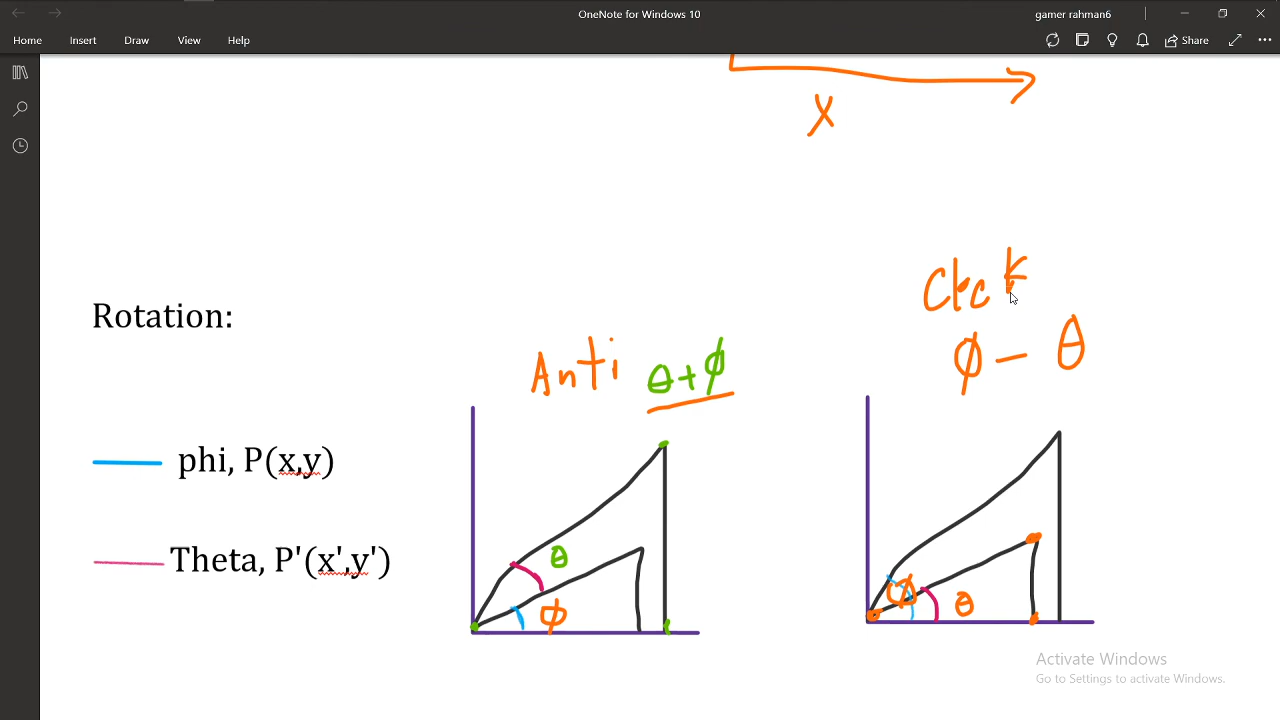 OneNote for Windows 10
gamer rahman6
Home Insert Draw View Help
Share
X
Rotation:
Anti θ+ϕ
Clck
ϕ - θ
phi, P(x,y)
Theta, P'(x',y')
θ
ϕ
ϕ
θ
Activate Windows
Go to Settings to activate Windows.